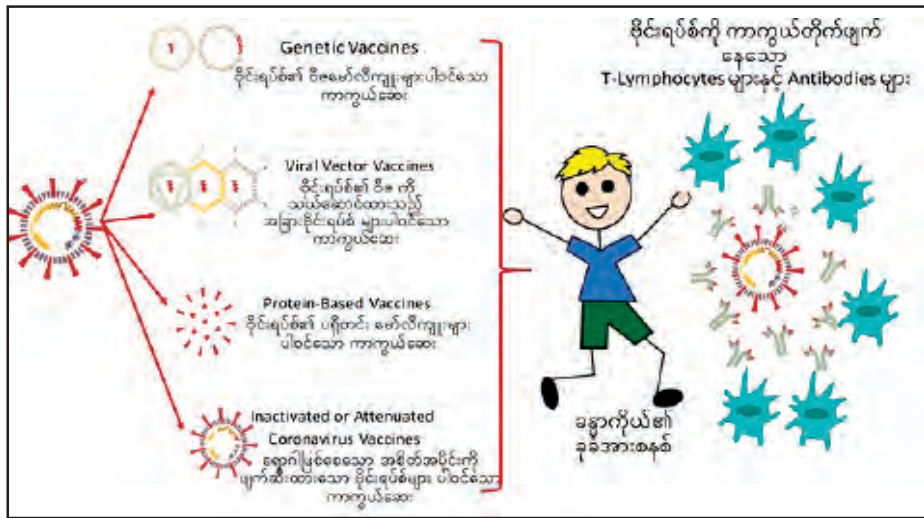 Genetic Vaccines
ဗိုင်းရပ်စ်၏ ဗီဇမော်လီကျူးများပါဝင်သော
ကာကွယ်ဆေး
Viral Vector Vaccines
ဗိုင်းရပ်စ်၏ ဗီဇ ကို
သယ်ဆောင်ထားသည့်
အခြားဗိုင်းရပ်စ် များပါဝင်သော
ကာကွယ်ဆေး
Protein-Based Vaccines
ဗိုင်းရပ်စ်၏ ပရိုတင်း မော်လီကျူးများ
ပါဝင်သော ကာကွယ်ဆေး
Inactivated or Attenuated
Coronavirus Vaccines
ရောဂါဖြစ်စေသော အစိတ်အပိုင်းကို
ဖျက်ဆီးထားသော ဗိုင်းရပ်စ်များ ပါဝင်သော
ကာကွယ်ဆေး
ဗိုင်းရပ်စ်ကို ကာကွယ်တိုက်ဖျက်
နေသော
T-Lymphocytes များနှင့် Antibodies များ
ခန္ဓာကိုယ်၏
ခုခံအားစနစ်